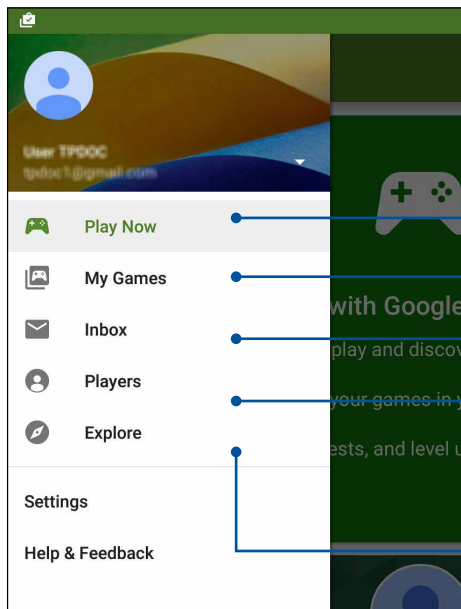 User TPDOC
tpdoc1@gmail.com
Play Now
My Games
Inbox
Players
Explore
Settings
Help & Feedback
with Google
play and discov
your games in y
ests, and level u